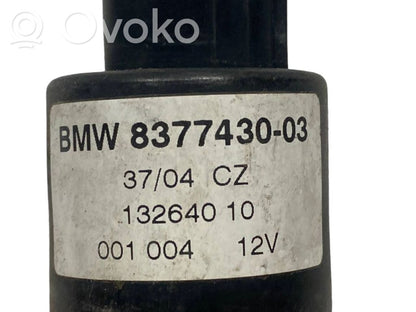 Ovoko
BMW 8377430-03
37/04 CZ
132640 10
001 004 12V